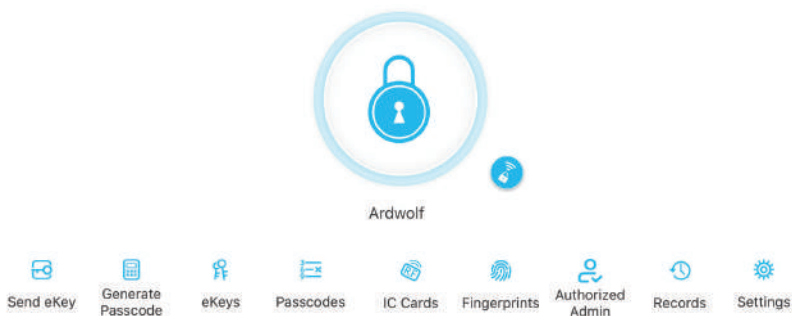 Ardwolf
Send eKey
Generate
Passcode
eKeys
Passcodes
IC Cards
Fingerprints
Authorized
Admin
Records
Settings